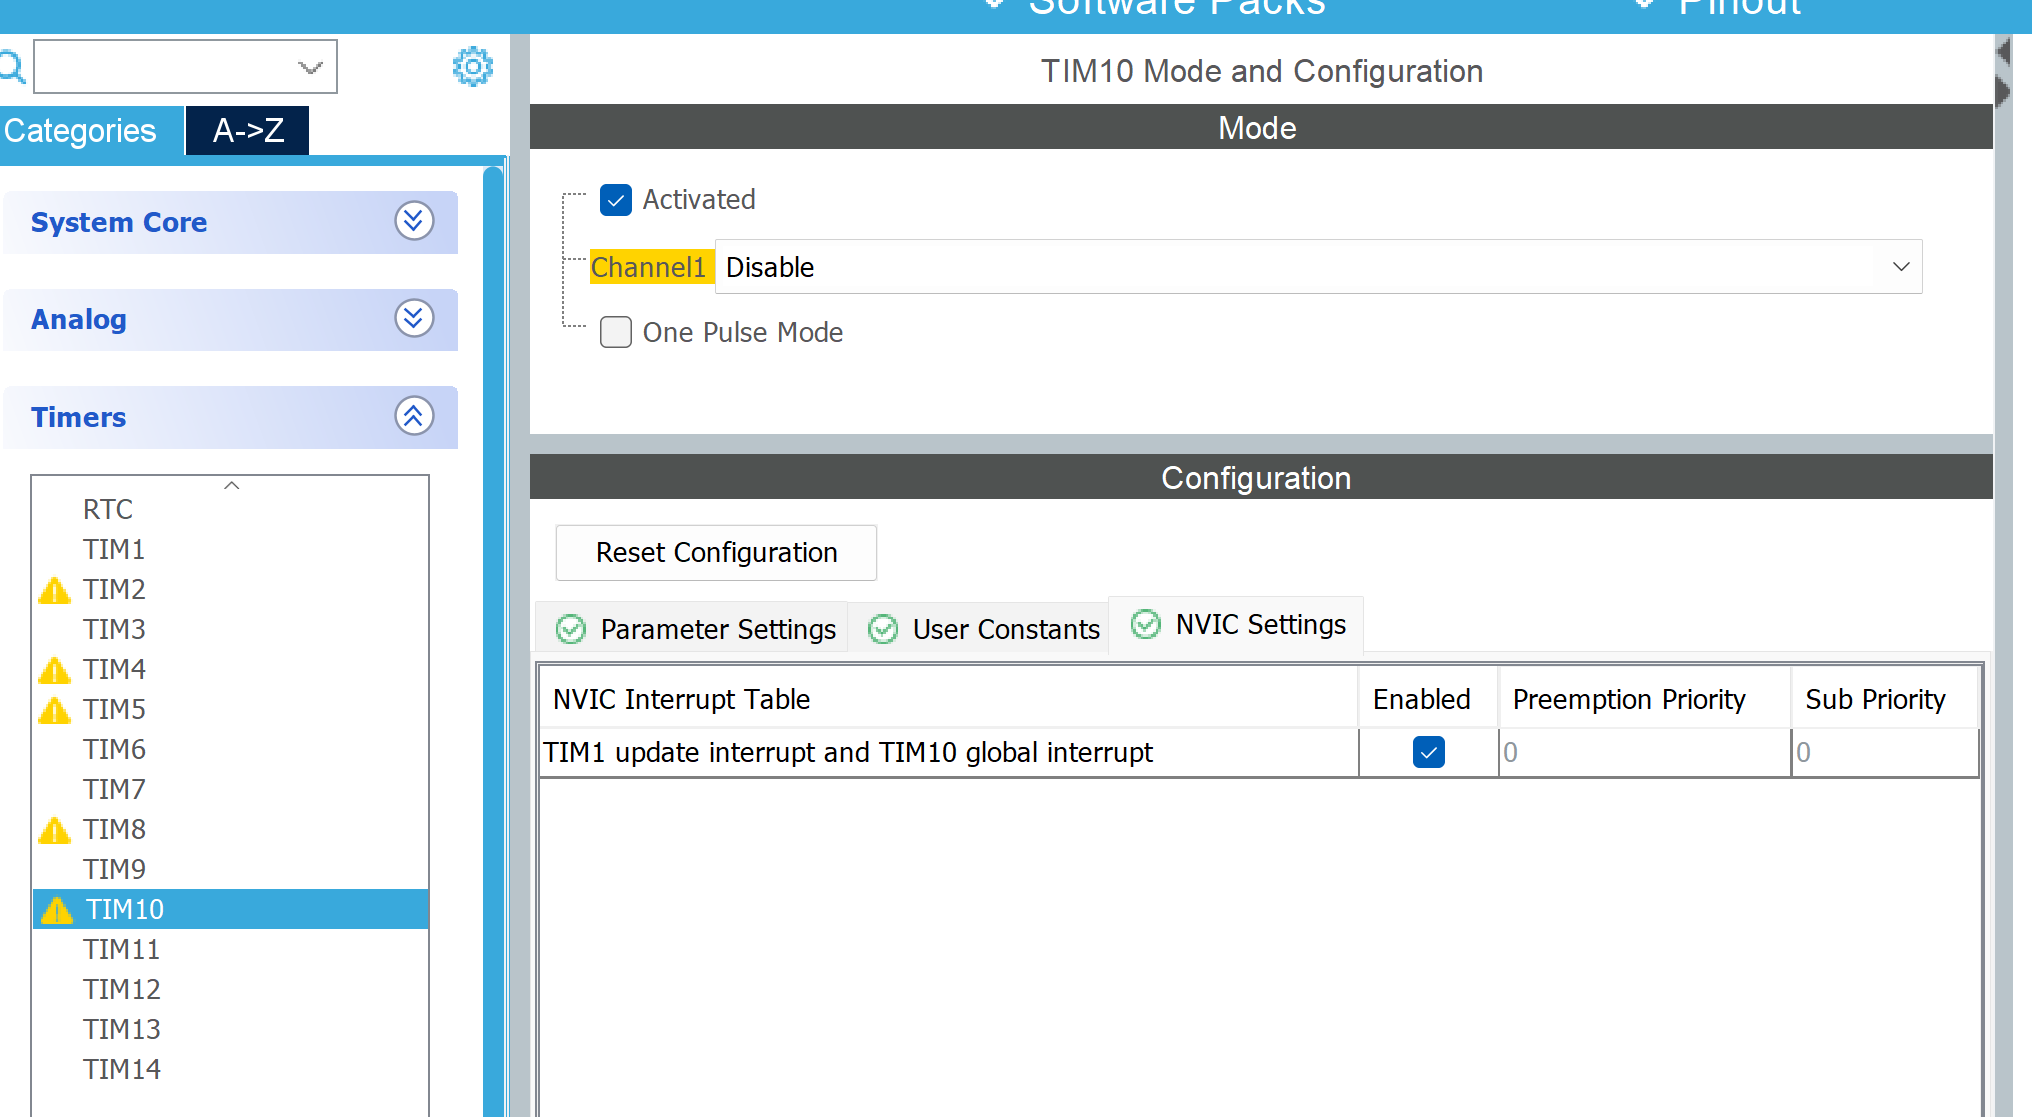 Software Packs
Pinout
Categories
A->Z
System Core
Analog
Timers
RTC
TIM1
TIM2
TIM3
TIM4
TIM5
TIM6
TIM7
TIM8
TIM9
TIM10
TIM11
TIM12
TIM13
TIM14
TIM10 Mode and Configuration
Mode
Activated
Channel1 Disable
One Pulse Mode
Configuration
Reset Configuration
Parameter Settings User Constants NVIC Settings
NVIC Interrupt Table Enabled Preemption Priority Sub Priority
TIM1 update interrupt and TIM10 global interrupt 0 0